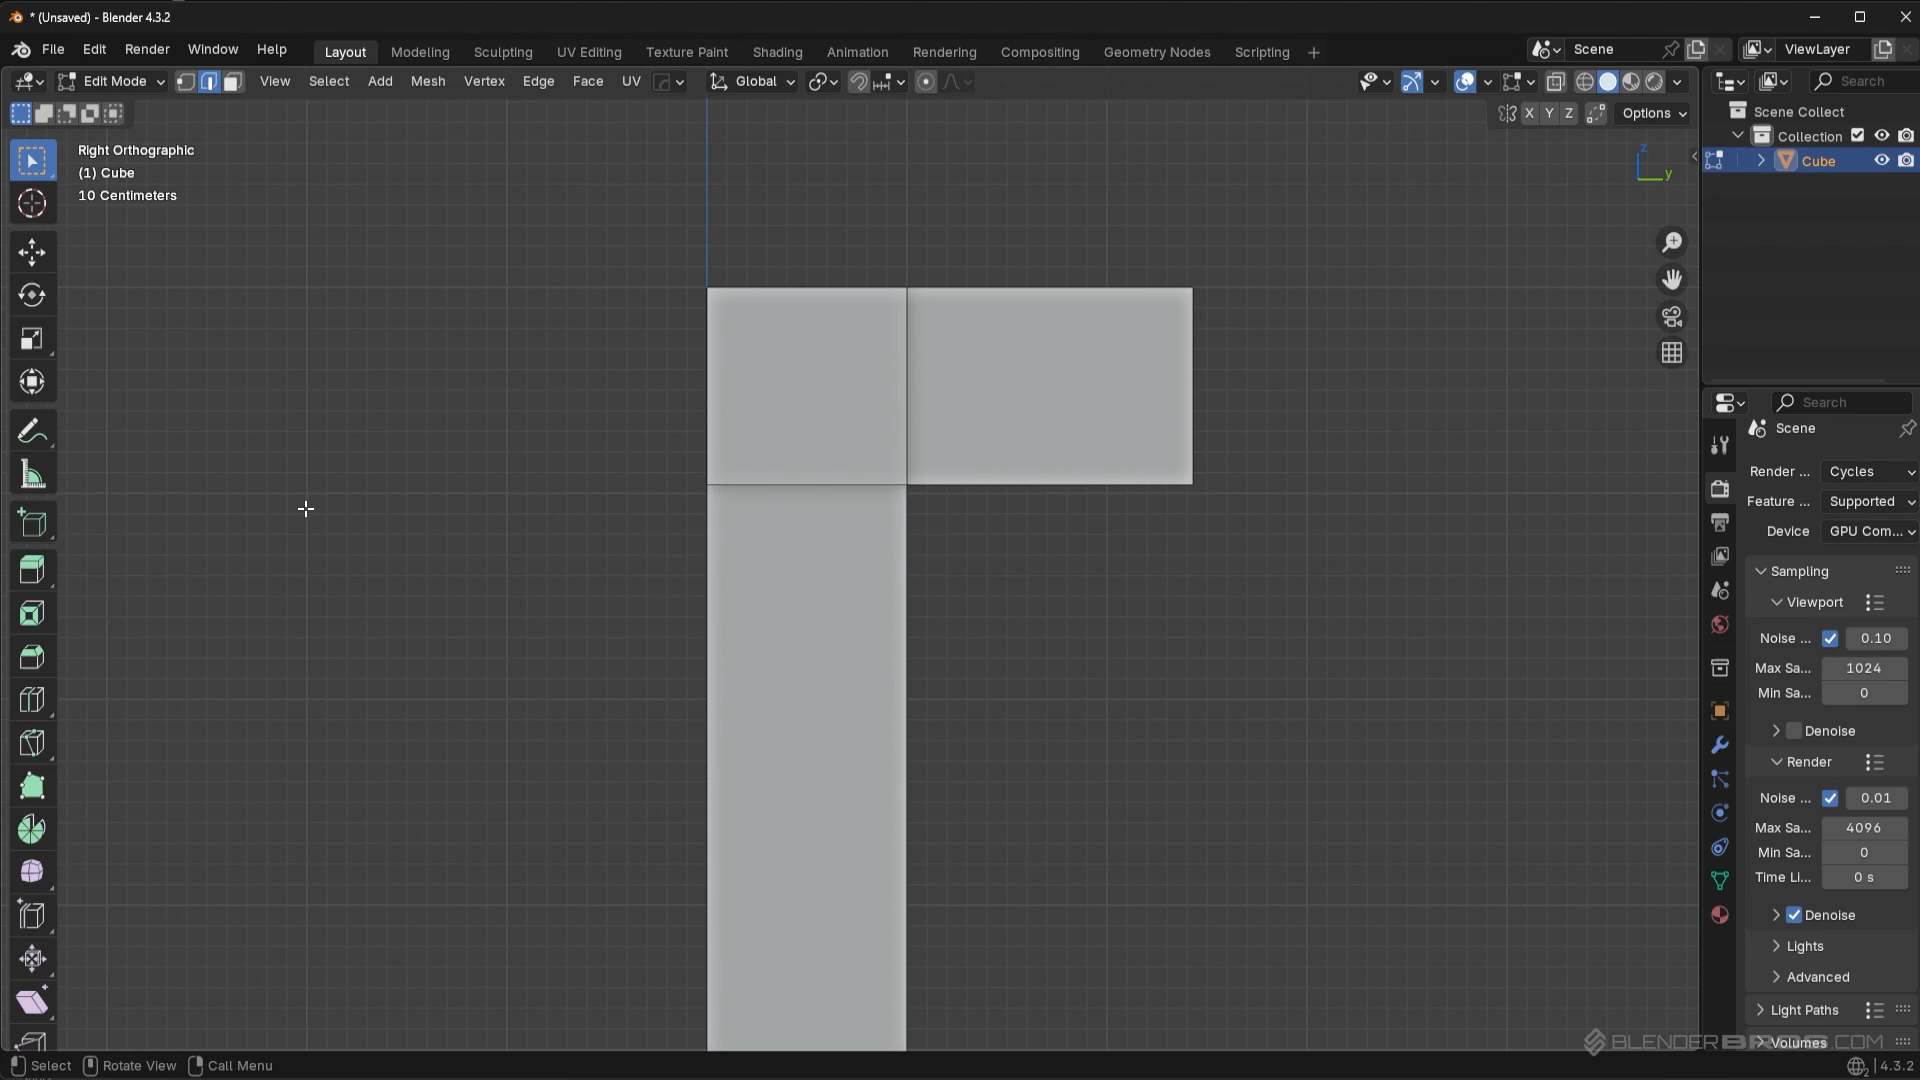 * (Unsaved) - Blender 4.3.2
File Edit Render Window Help Layout Modeling Sculpting UV Editing Texture Paint Shading Animation Rendering Compositing Geometry Nodes Scripting + Scene ViewLayer
Edit Mode View Select Add Mesh Vertex Edge Face UV Global Search
X Y Z Options
Scene Collect
Collection
Cube
Right Orthographic
(1) Cube
10 Centimeters
z
y
Search
Scene
Render ... Cycles
Feature ... Supported
Device GPU Com...
Sampling
Viewport
Noise ... 0.10
Max Sa... 1024
Min Sa... 0
Denoise
Render
Noise ... 0.01
Max Sa... 4096
Min Sa... 0
Time Li... 0 s
Denoise
Lights
Advanced
Light Paths
Volumes
BLENDERBROS.COM
Select Rotate View Call Menu 4.3.2